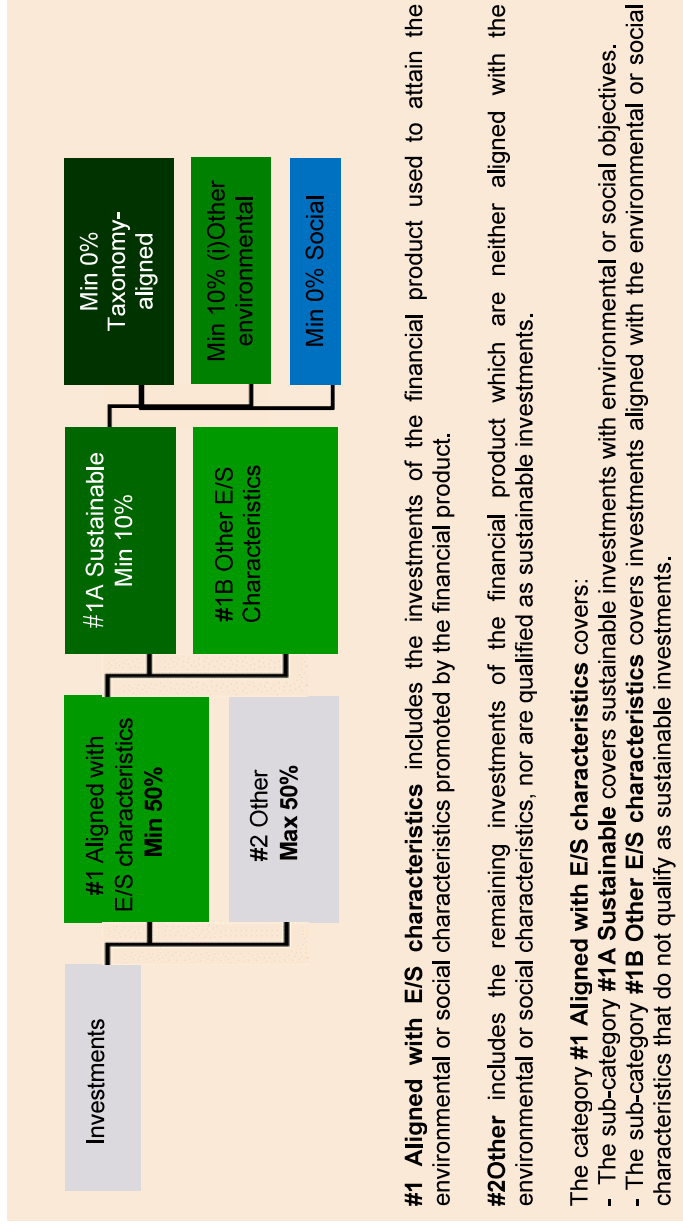 Investments
#1 Aligned with
E/S characteristics
Min 50%
#2 Other
Max 50%
#1A Sustainable
Min 10%
#1B Other E/S
Characteristics
Min 0%
Taxonomy-
aligned
Min 10% (i)Other
environmental
Min 0% Social
#1 Aligned with E/S characteristics includes the investments of the financial product used to attain the
environmental or social characteristics promoted by the financial product.
#2Other includes the remaining investments of the financial product which are neither aligned with the
environmental or social characteristics, nor are qualified as sustainable investments.
The category #1 Aligned with E/S characteristics covers:
- The sub-category #1A Sustainable covers sustainable investments with environmental or social objectives.
- The sub-category #1B Other E/S characteristics covers investments aligned with the environmental or social
characteristics that do not qualify as sustainable investments.